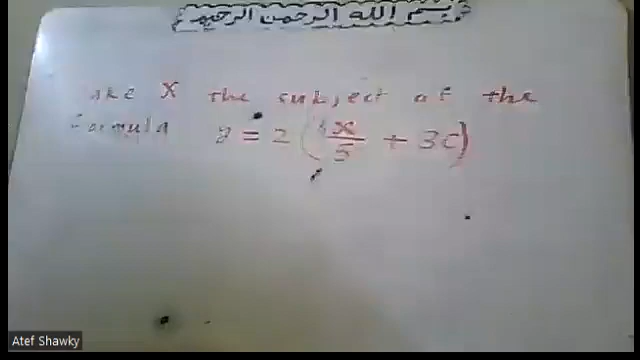 بسم الله الرحمن الرحيم
ake X the subject of the
formula y = 2 ( x/5 + 3c)
Atef Shawky